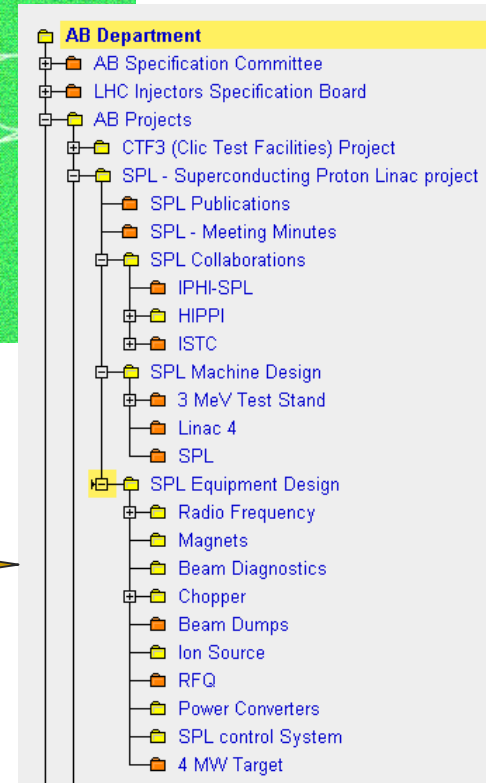 AB Department
AB Specification Committee
LHC Injectors Specification Board
AB Projects
CTF3 (Clic Test Facilities) Project
SPL - Superconducting Proton Linac project
SPL Publications
SPL - Meeting Minutes
SPL Collaborations
IPHI-SPL
HIPPI
ISTC
SPL Machine Design
3 MeV Test Stand
Linac 4
SPL
SPL Equipment Design
Radio Frequency
Magnets
Beam Diagnostics
Chopper
Beam Dumps
Ion Source
RFQ
Power Converters
SPL control System
4 MW Target